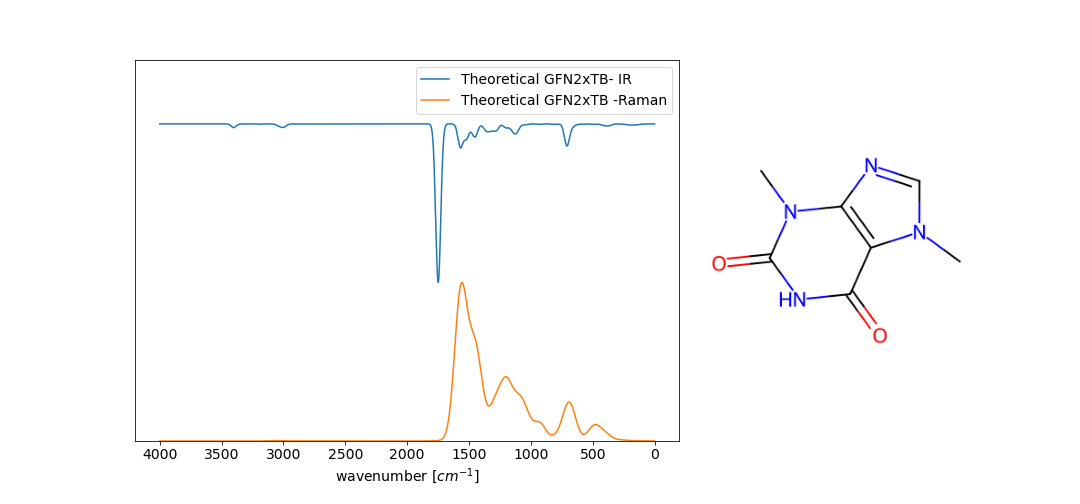 Theoretical GFN2xTB- IR
Theoretical GFN2xTB -Raman
4000 3500 3000 2500 2000 1500 1000 500 0
wavenumber [cm⁻¹]
N
N
N
O
HN
O